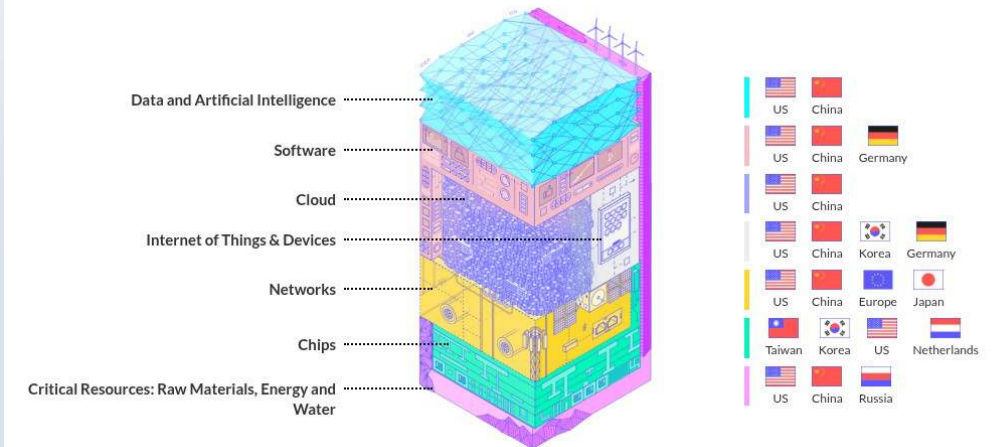 Data and Artificial Intelligence
US China
Software
US China Germany
Cloud
US China
Internet of Things & Devices
US China Korea Germany
Networks
US China Europe Japan
Chips
Taiwan Korea US Netherlands
Critical Resources: Raw Materials, Energy and
Water
US China Russia